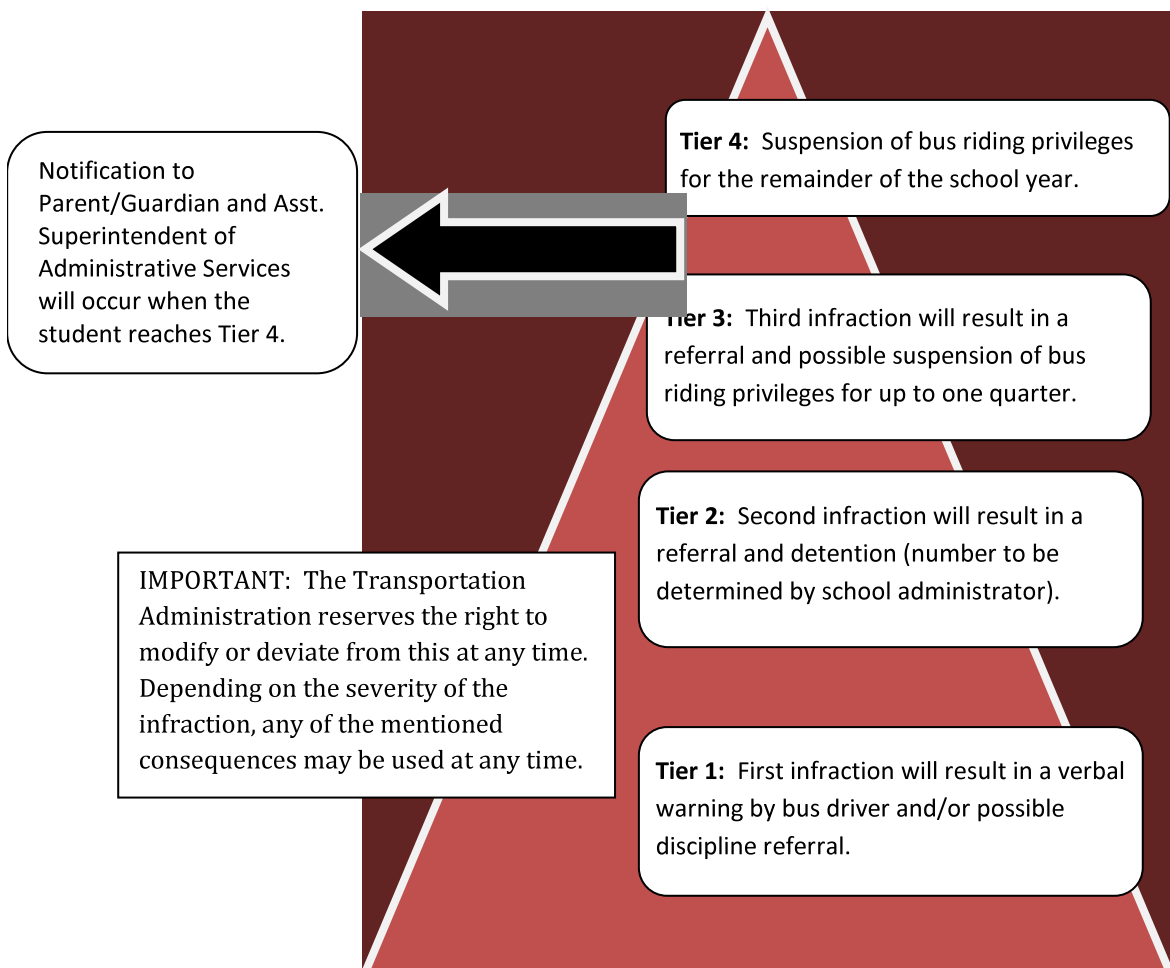 Tier 4:  Suspension of bus riding privileges
for the remainder of the school year.
Notification to
Parent/Guardian and Asst.
Superintendent of
Administrative Services
will occur when the
student reaches Tier 4.
Tier 3:  Third infraction will result in a
referral and possible suspension of bus
riding privileges for up to one quarter.
Tier 2:  Second infraction will result in a
referral and detention (number to be
determined by school administrator).
IMPORTANT:  The Transportation
Administration reserves the right to
modify or deviate from this at any time.
Depending on the severity of the
infraction, any of the mentioned
consequences may be used at any time.
Tier 1:  First infraction will result in a verbal
warning by bus driver and/or possible
discipline referral.